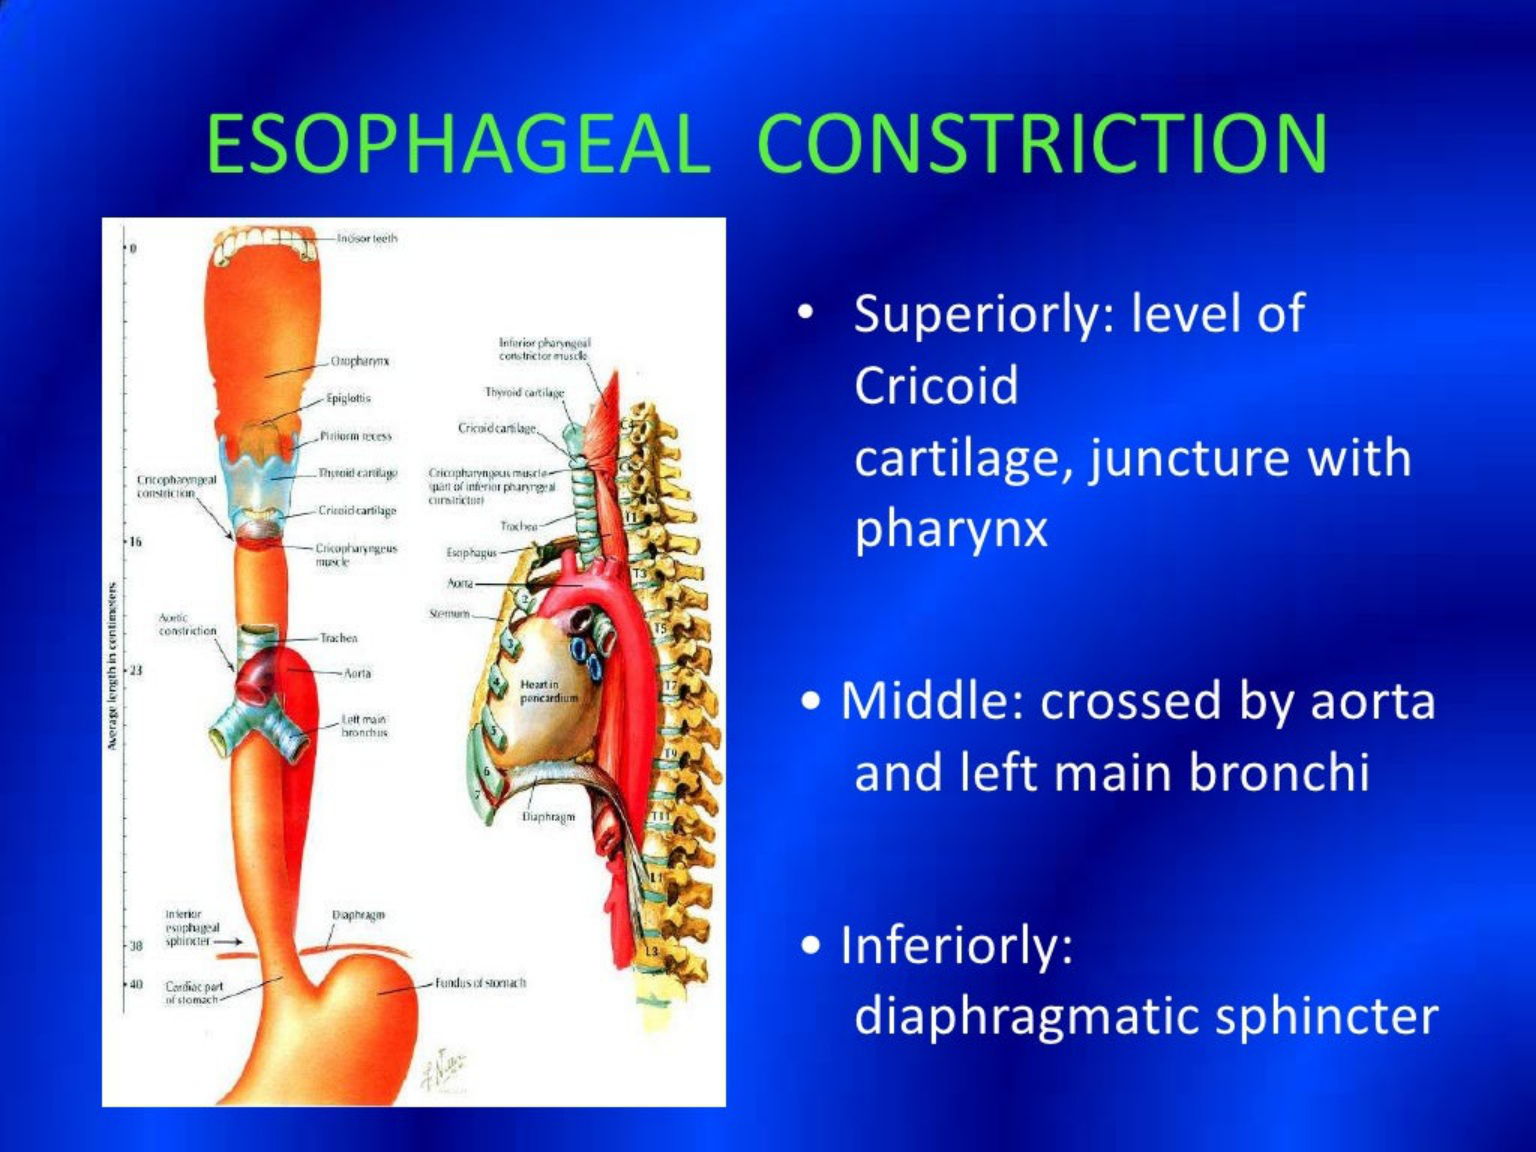 ESOPHAGEAL CONSTRICTION
Incisor teeth
0
Oropharynx
Epiglottis
Piriform recess
Thyroid cartilage
Cricopharyngeal
constriction
Cricoid cartilage
16
Cricopharyngeus
muscle
Average length in centimeters
Aortic
constriction
Trachea
23
Aorta
Left main
bronchus
Inferior
esophageal
sphincter
Diaphragm
38
40
Cardiac part
of stomach
Fundus of stomach
Inferior pharyngeal
constrictor muscle
Thyroid cartilage
Cricoid cartilage
Cricopharyngeus muscle
(part of inferior pharyngeal
constrictor)
Trachea
Esophagus
Aorta
Sternum
C4
T1
T3
T5
T7
T9
T11
L1
L3
2
3
4
5
6
7
Heart in
pericardium
Diaphragm
• Superiorly: level of
Cricoid
cartilage, juncture with
pharynx
• Middle: crossed by aorta
and left main bronchi
• Inferiorly:
diaphragmatic sphincter